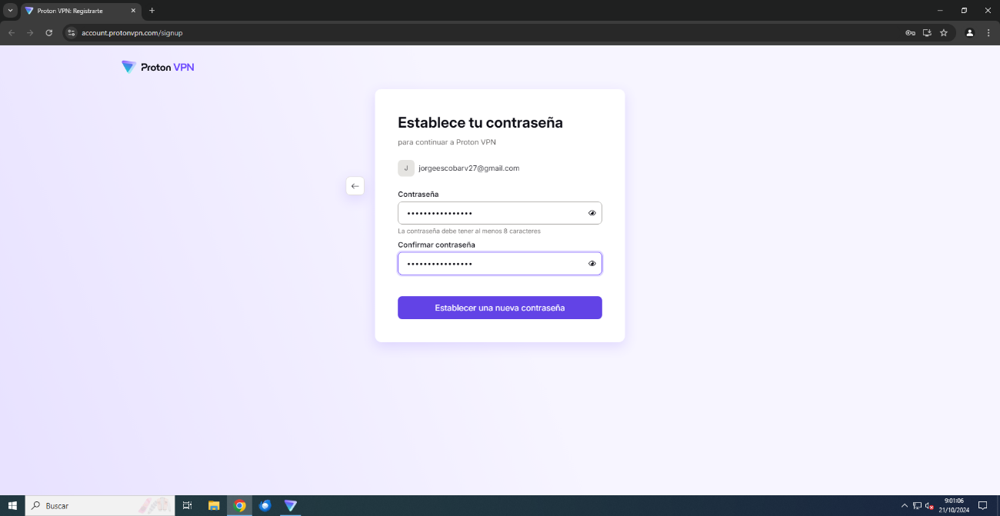 Proton VPN: Registrarte
account.protonvpn.com/signup
Proton VPN
Establece tu contraseña
para continuar a Proton VPN
J
jorgeescobarv27@gmail.com
Contraseña
••••••••••••••••
La contraseña debe tener al menos 8 caracteres
Confirmar contraseña
••••••••••••••••
Establecer una nueva contraseña
Buscar
9:01:06
21/10/2024